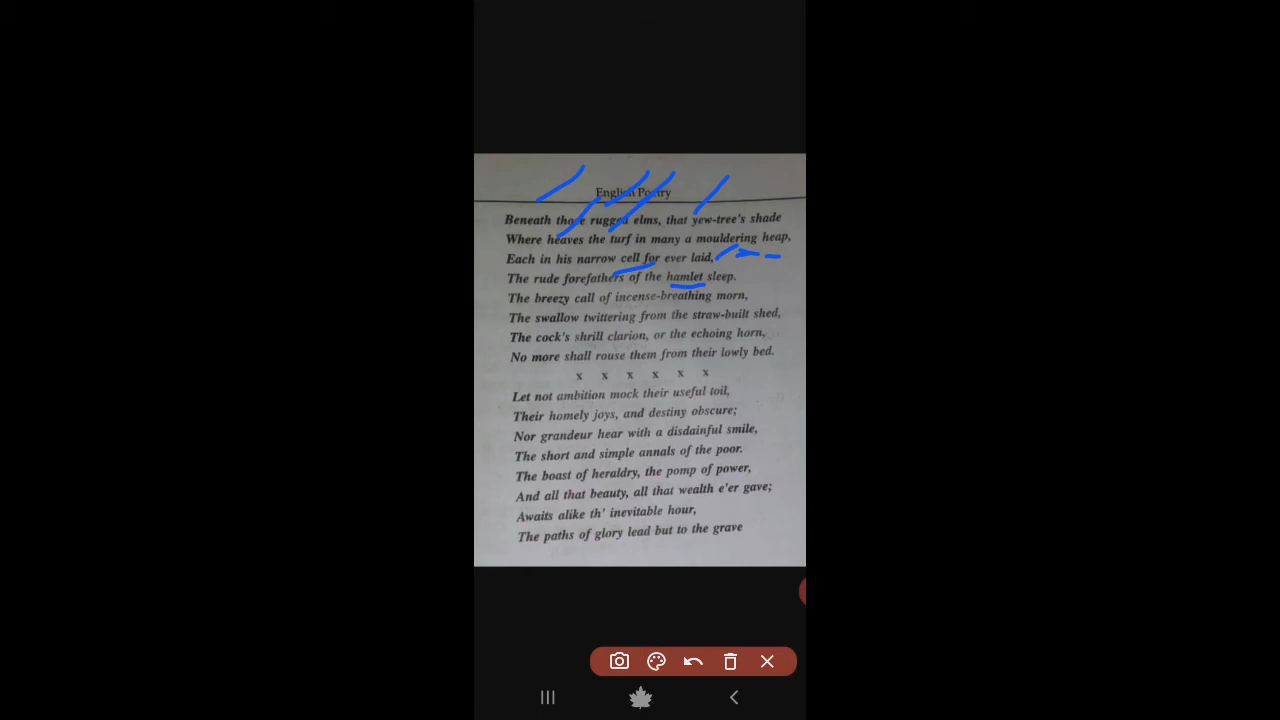 English Poetry
Beneath those rugged elms, that yew-tree's shade
Where heaves the turf in many a mouldering heap,
Each in his narrow cell for ever laid,
The rude forefathers of the hamlet sleep.
The breezy call of incense-breathing morn,
The swallow twittering from the straw-built shed,
The cock's shrill clarion, or the echoing horn,
No more shall rouse them from their lowly bed.
x x x x x x
Let not ambition mock their useful toil,
Their homely joys, and destiny obscure;
Nor grandeur hear with a disdainful smile,
The short and simple annals of the poor.
The boast of heraldry, the pomp of power,
And all that beauty, all that wealth e'er gave;
Awaits alike th' inevitable hour,
The paths of glory lead but to the grave